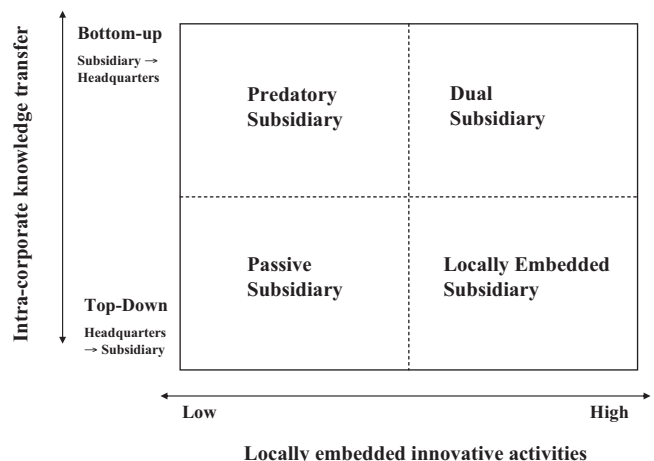 Intra-corporate knowledge transfer
Bottom-up
Subsidiary →
Headquarters
Predatory
Subsidiary
Dual
Subsidiary
Passive
Subsidiary
Locally Embedded
Subsidiary
Top-Down
Headquarters
→ Subsidiary
Low
High
Locally embedded innovative activities